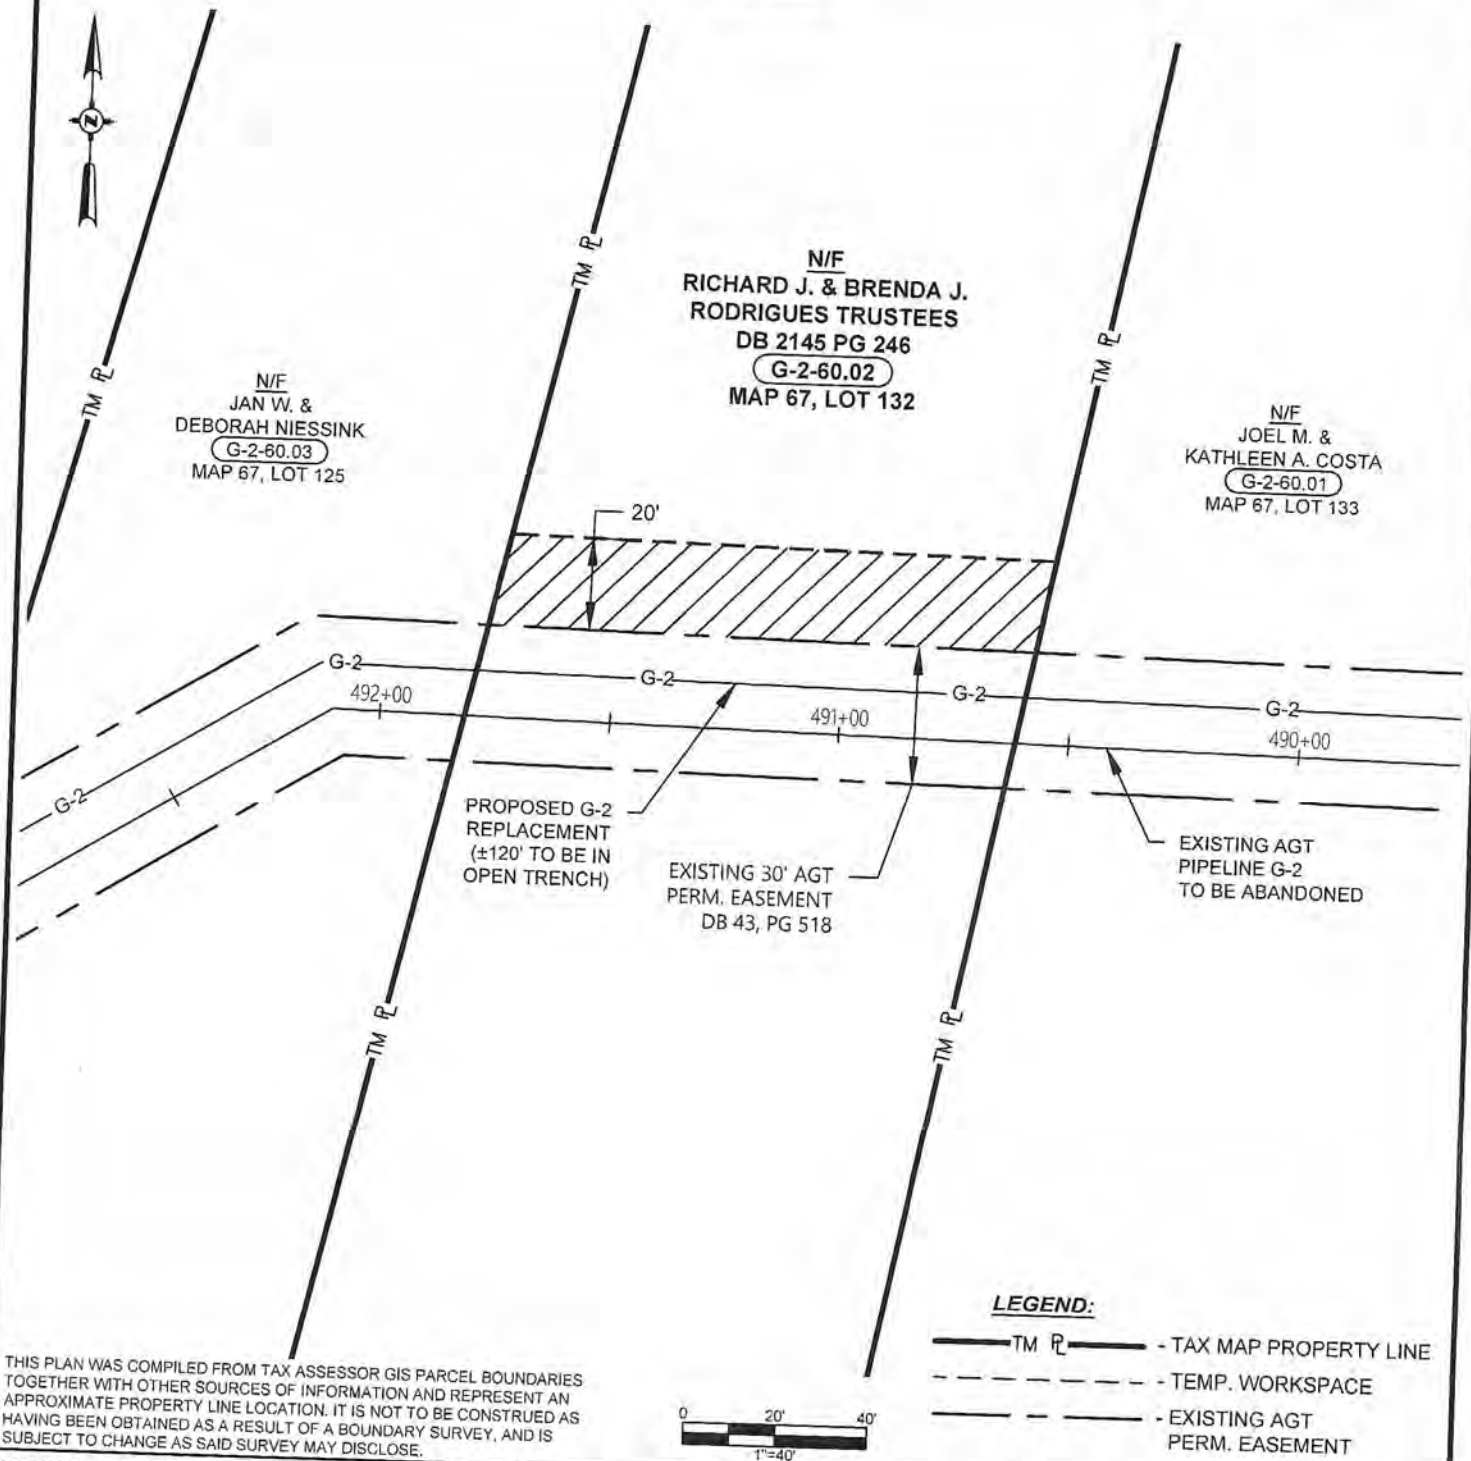 N
TM PL
TM PL
TM PL
N/F
RICHARD J. & BRENDA J.
RODRIGUES TRUSTEES
DB 2145 PG 246
G-2-60.02
MAP 67, LOT 132
N/F
JAN W. &
DEBORAH NIESSINK
G-2-60.03
MAP 67, LOT 125
N/F
JOEL M. &
KATHLEEN A. COSTA
G-2-60.01
MAP 67, LOT 133
20'
G-2
G-2
G-2
G-2
G-2
492+00
491+00
490+00
PROPOSED G-2
REPLACEMENT
(±120' TO BE IN
OPEN TRENCH)
EXISTING 30' AGT
PERM. EASEMENT
DB 43, PG 518
EXISTING AGT
PIPELINE G-2
TO BE ABANDONED
TM PL
TM PL
LEGEND:
TM PL - TAX MAP PROPERTY LINE
- TEMP. WORKSPACE
- EXISTING AGT
PERM. EASEMENT
THIS PLAN WAS COMPILED FROM TAX ASSESSOR GIS PARCEL BOUNDARIES
TOGETHER WITH OTHER SOURCES OF INFORMATION AND REPRESENT AN
APPROXIMATE PROPERTY LINE LOCATION. IT IS NOT TO BE CONSTRUED AS
HAVING BEEN OBTAINED AS A RESULT OF A BOUNDARY SURVEY, AND IS
SUBJECT TO CHANGE AS SAID SURVEY MAY DISCLOSE.
0 20' 40'
1"=40'